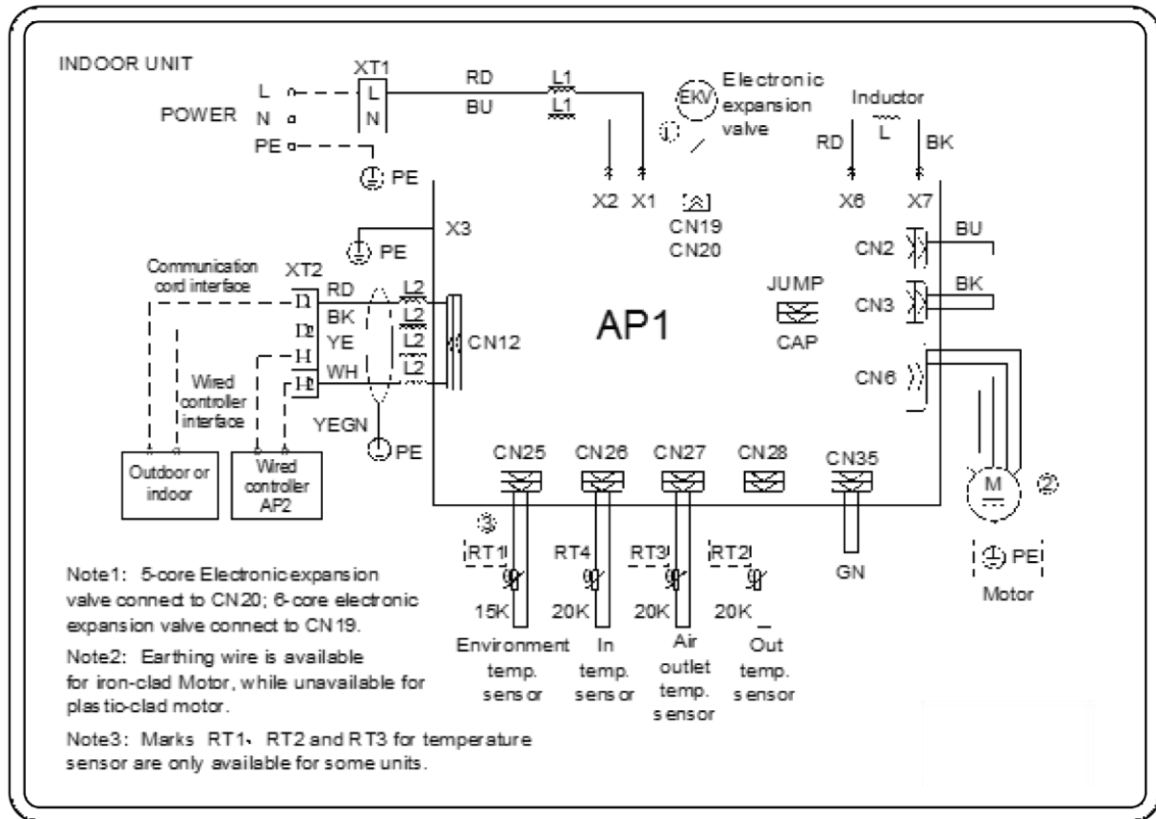 INDOOR UNIT
POWER
L
N
PE
XT1
L
N
PE
RD
BU
L1
L1
EKV
Electronic
expansion
valve
1
Inductor
L
RD
BK
X2
X1
CN19
CN20
X6
X7
X3
PE
CN2
BU
CN3
BK
CN6
JUMP
CAP
AP1
Communication
cord interface
XT2
D1
D2
H1
H2
RD
BK
YE
WH
L2
L2
L2
L2
CN12
YEGN
PE
Wired
controller
interface
Outdoor or
indoor
Wired
controller
AP2
CN25
CN26
CN27
CN28
CN35
M
2
PE
Motor
3
RT1
RT4
RT3
RT2
GN
15K
20K
20K
20K
Environment
temp.
sensor
In
temp.
sensor
Air
outlet
temp.
sensor
Out
temp.
sensor
Note1: 5-core Electronic expansion
valve connect to CN20; 6-core electronic
expansion valve connect to CN19.
Note2: Earthing wire is available
for iron-clad Motor, while unavailable for
plastic-clad motor.
Note3: Marks RT1、RT2 and RT3 for temperature
sensor are only available for some units.